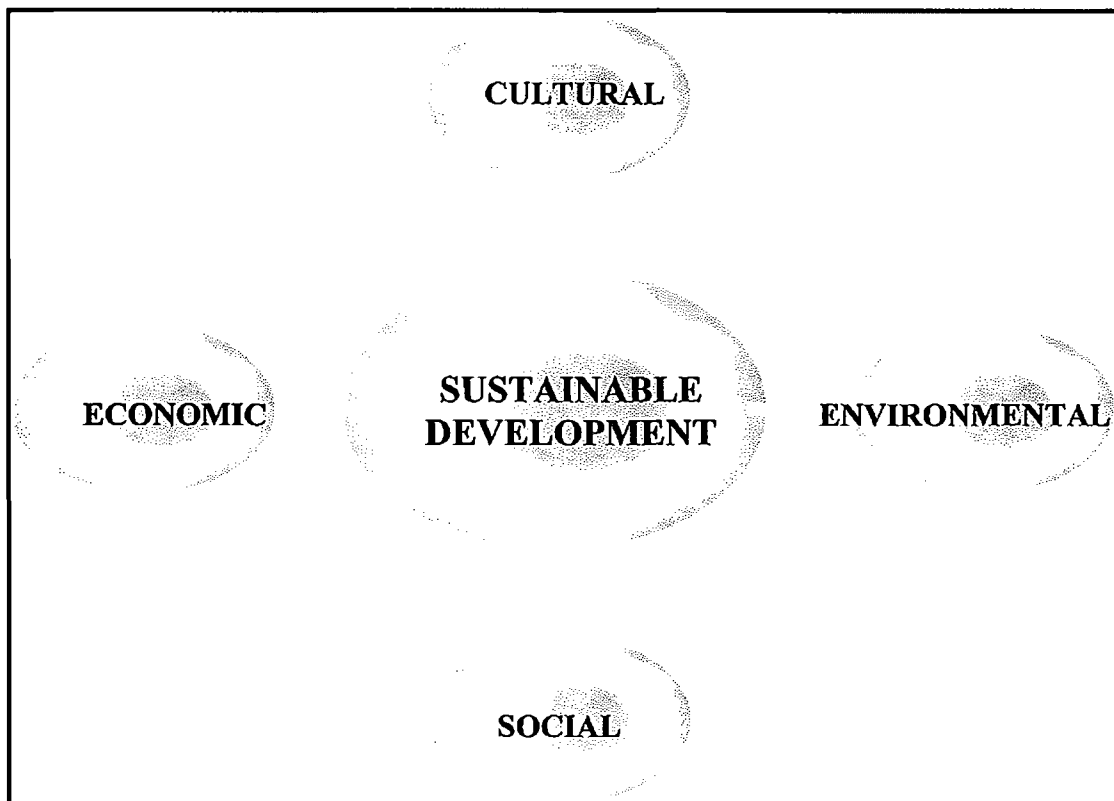 CULTURAL
ECONOMIC
SUSTAINABLE
DEVELOPMENT
ENVIRONMENTAL
SOCIAL